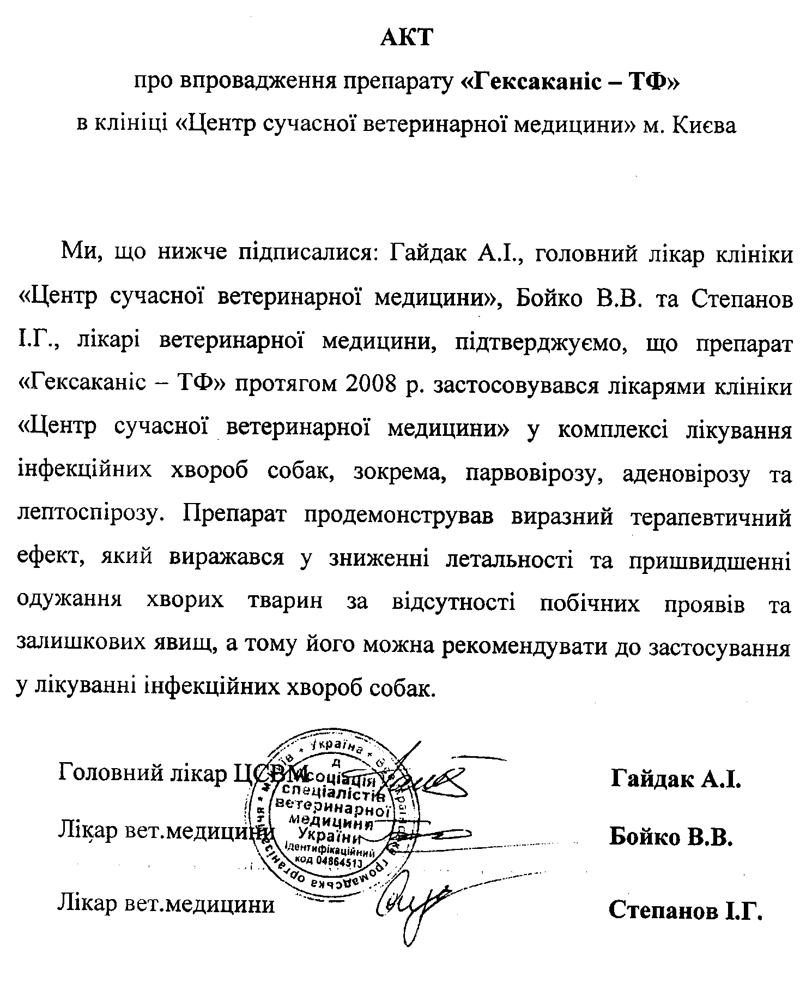 АКТ
про впровадження препарату «Гексаканіс – ТФ»
в клініці «Центр сучасної ветеринарної медицини» м. Києва
Ми, що нижче підписалися: Гайдак А.І., головний лікар клініки
«Центр сучасної ветеринарної медицини», Бойко В.В. та Степанов
І.Г., лікарі ветеринарної медицини, підтверджуємо, що препарат
«Гексаканіс – ТФ» протягом 2008 р. застосовувався лікарями клініки
«Центр сучасної ветеринарної медицини» у комплексі лікування
інфекційних хвороб собак, зокрема, парвовірозу, аденовірозу та
лептоспірозу. Препарат продемонстрував виразний терапевтичний
ефект, який виражався у зниженні летальності та пришвидшенні
одужання хворих тварин за відсутності побічних проявів та
залишкових явищ, а тому його можна рекомендувати до застосування
у лікуванні інфекційних хвороб собак.
Головний лікар ЦСВМ
Гайдак А.І.
Лікар вет.медицини
Бойко В.В.
Лікар вет.медицини
Степанов І.Г.
м. Київ * Україна * Всеукраїнська громадська організація *
Асоціація
спеціалістів
ветеринарної
медицини
України
ідентифікаційний
код 04864513